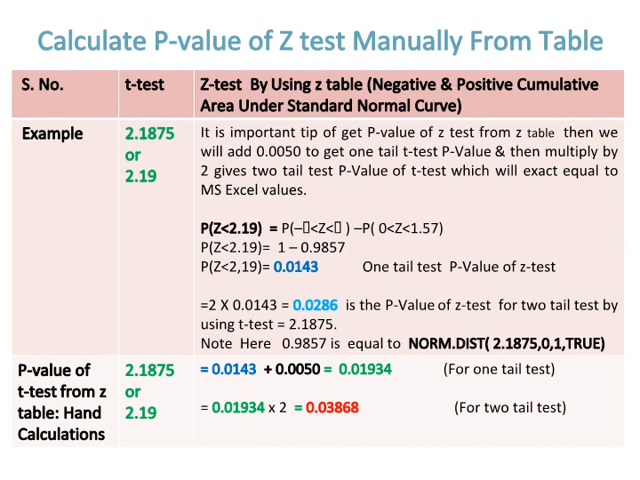 Calculate P-value of Z test Manually From Table
S. No.
t-test
Z-test By Using z table (Negative & Positive Cumulative
Area Under Standard Normal Curve)
Example
2.1875
or
2.19
It is important tip of get P-value of z test from z table then we
will add 0.0050 to get one tail t-test P-Value & then multiply by
2 gives two tail test P-Value of t-test which will exact equal to
MS Excel values.
P(Z<2.19) = P(–▯<Z<▯ ) –P( 0<Z<1.57)
P(Z<2.19)= 1 – 0.9857
P(Z<2,19)= 0.0143 One tail test P-Value of z-test
=2 X 0.0143 = 0.0286 is the P-Value of z-test for two tail test by
using t-test = 2.1875.
Note Here 0.9857 is equal to NORM.DIST( 2.1875,0,1,TRUE)
P-value of
t-test from z
table: Hand
Calculations
2.1875
or
2.19
= 0.0143 + 0.0050 = 0.01934 (For one tail test)
= 0.01934 x 2 = 0.03868 (For two tail test)